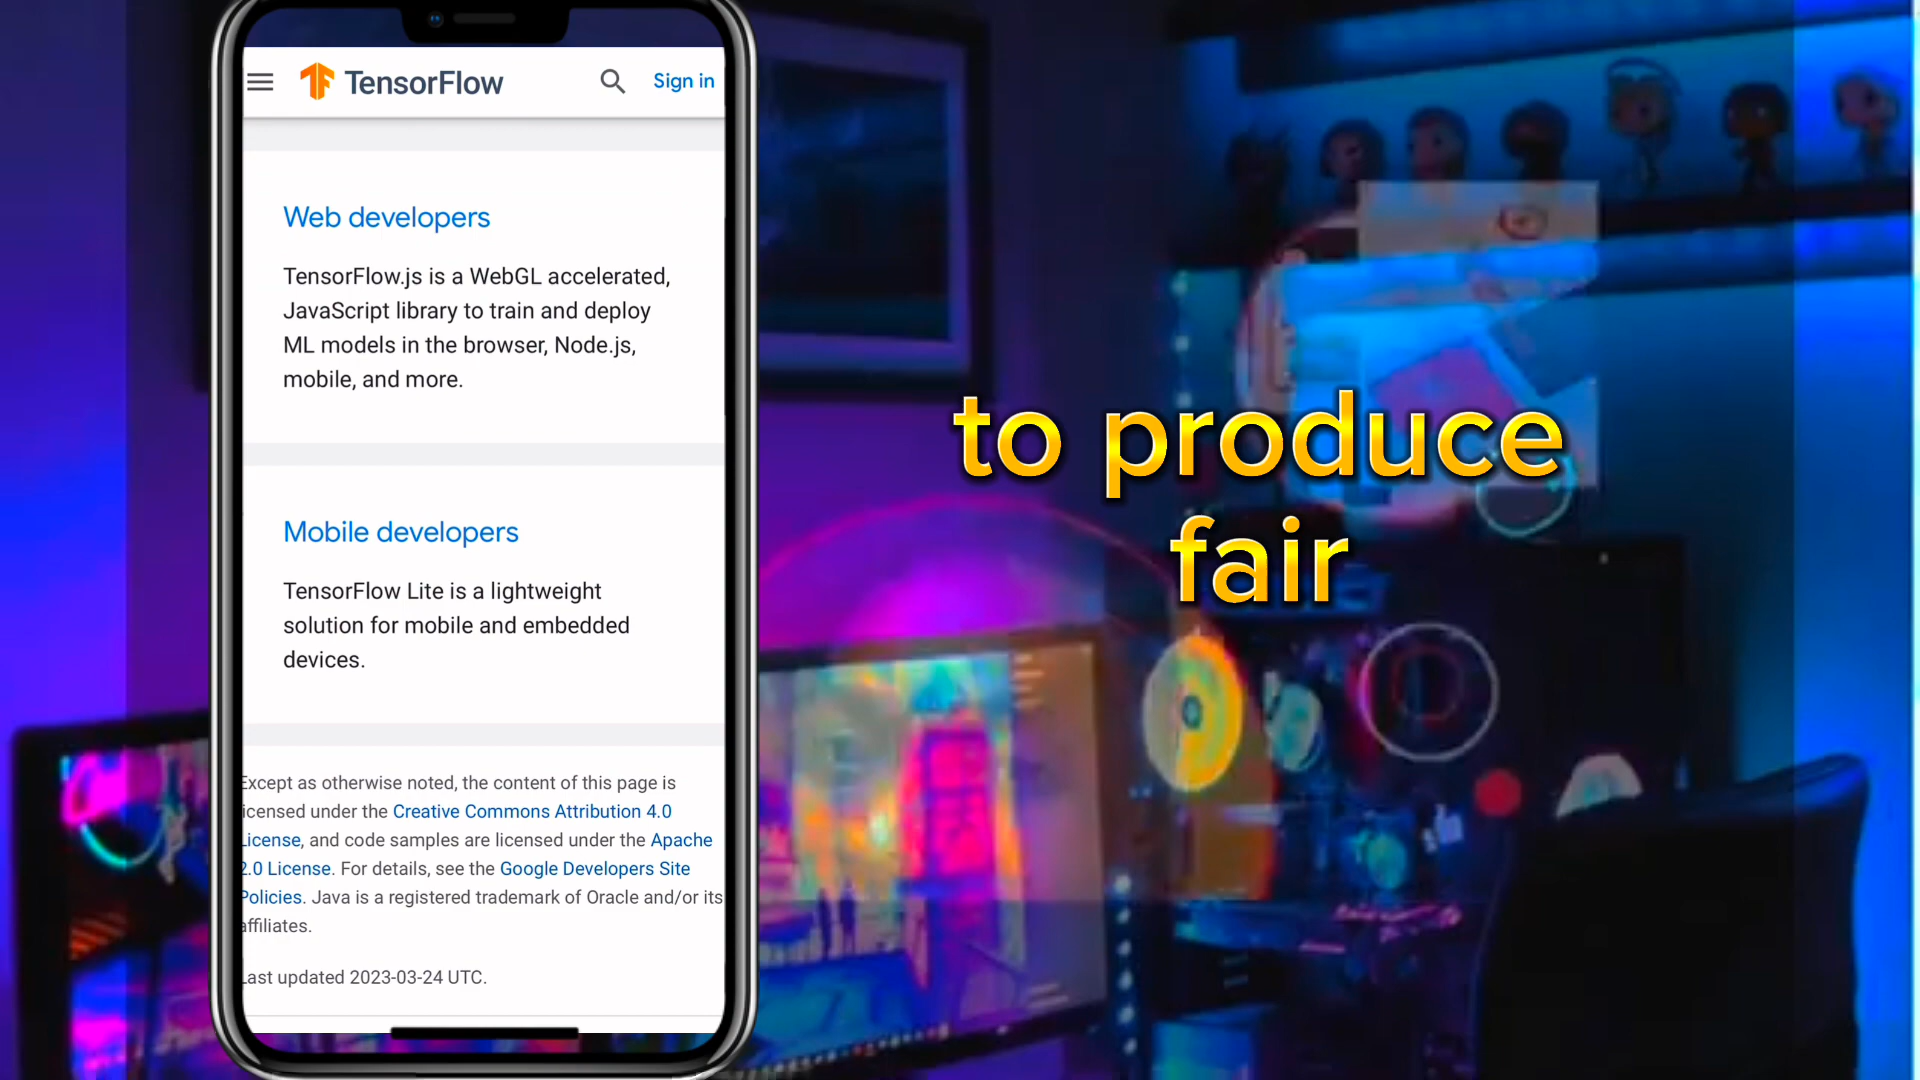 TensorFlow
Sign in
Web developers
TensorFlow.js is a WebGL accelerated,
JavaScript library to train and deploy
ML models in the browser, Node.js,
mobile, and more.
Mobile developers
TensorFlow Lite is a lightweight
solution for mobile and embedded
devices.
Except as otherwise noted, the content of this page is
licensed under the Creative Commons Attribution 4.0
License, and code samples are licensed under the Apache
2.0 License. For details, see the Google Developers Site
Policies. Java is a registered trademark of Oracle and/or its
affiliates.
Last updated 2023-03-24 UTC.
to produce
fair